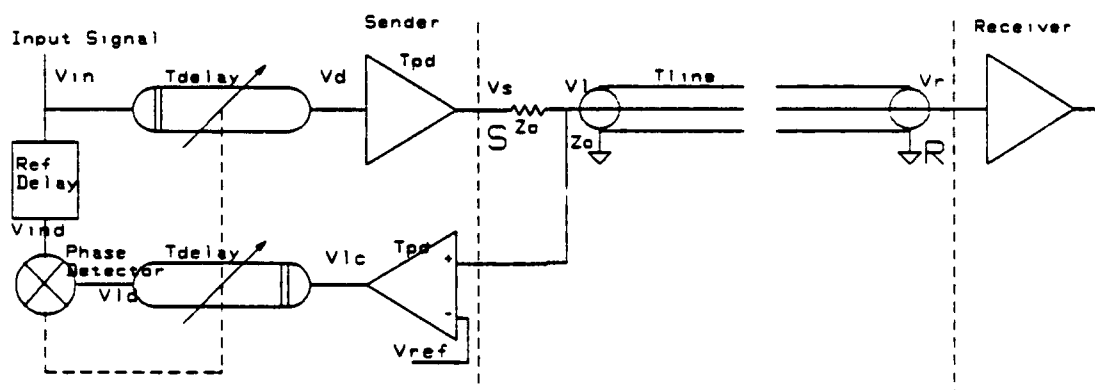 Sender
Receiver
Input Signal
Vin
Tdelay
Vd
Tpd
Vs
Vl
Tline
Vr
S
Zo
Zo
R
Ref
Delay
Vind
Phase
Detector
Tdelay
Vlc
Tpd
+
Vld
-
Vref